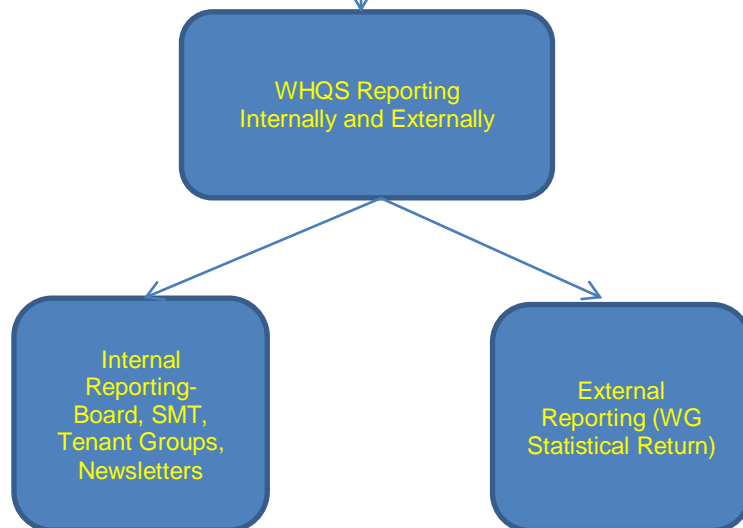 WHQS Reporting
Internally and Externally
Internal
Reporting-
Board, SMT,
Tenant Groups,
Newsletters
External
Reporting (WG
Statistical Return)